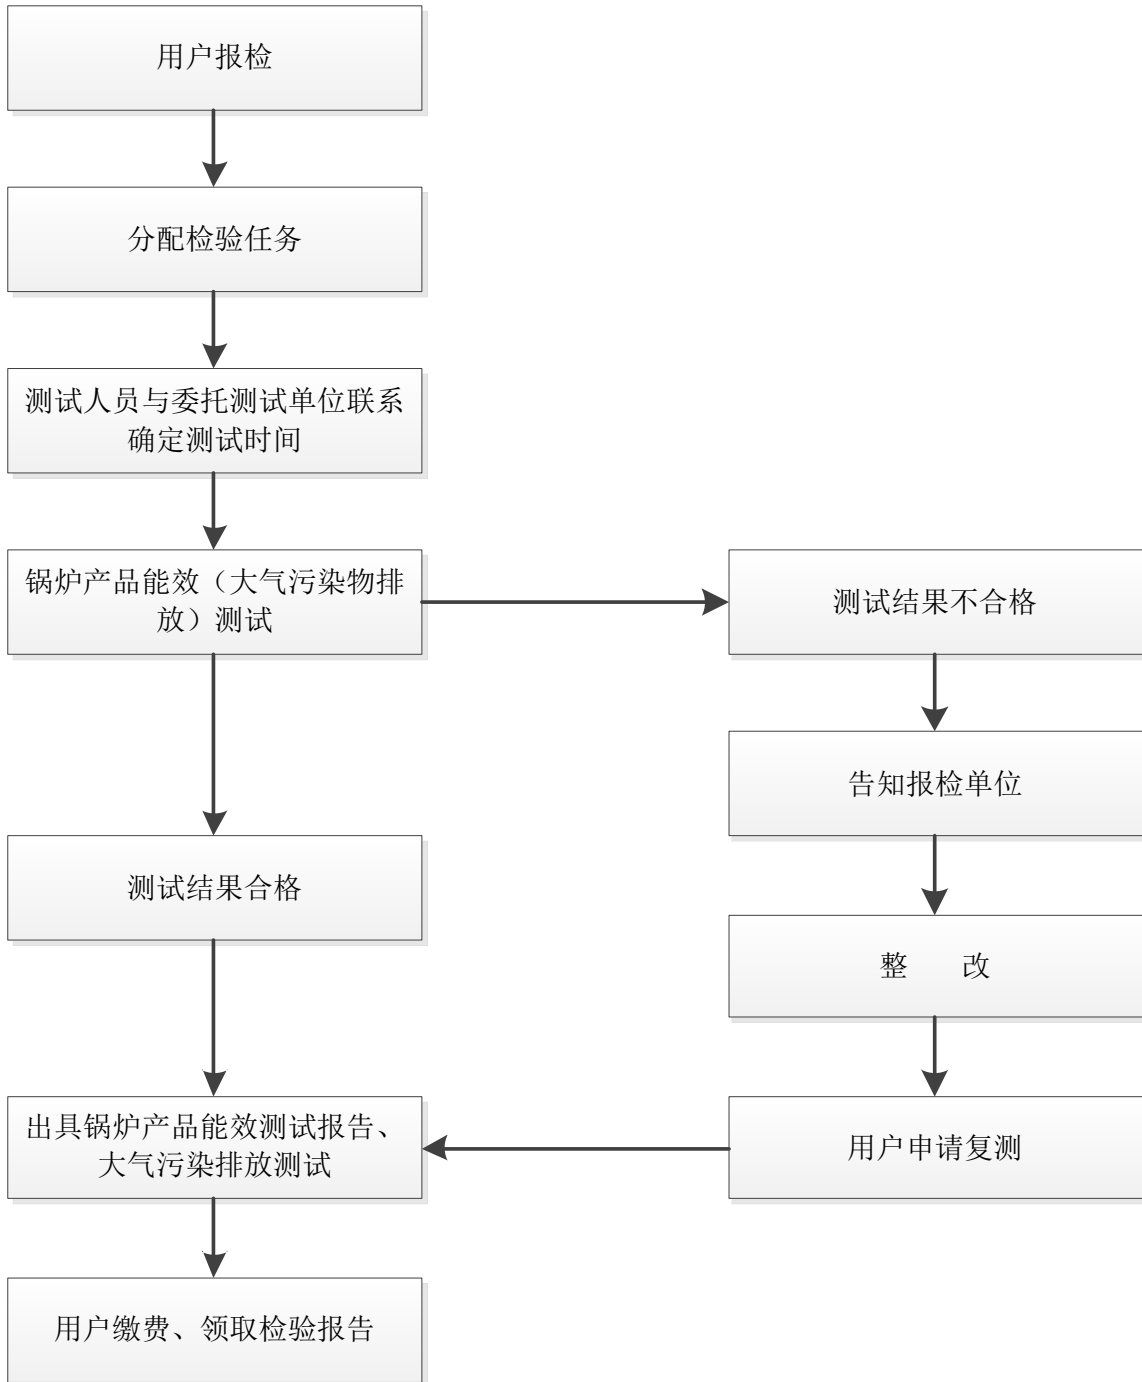 用户报检
分配检验任务
测试人员与委托测试单位联系
确定测试时间
锅炉产品能效（大气污染物排
放）测试
测试结果不合格
告知报检单位
测试结果合格
整 改
出具锅炉产品能效测试报告、
大气污染排放测试
用户申请复测
用户缴费、领取检验报告